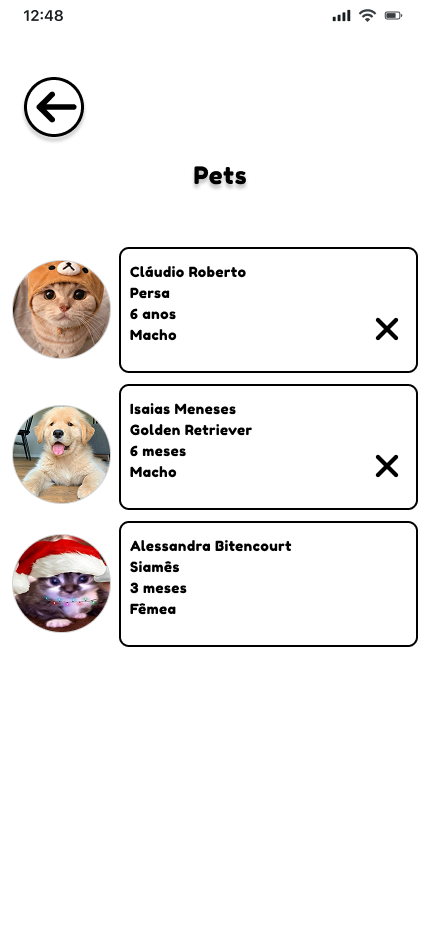 12:48
Pets
Cláudio Roberto
Persa
6 anos
Macho
Isaias Meneses
Golden Retriever
6 meses
Macho
Alessandra Bitencourt
Siamês
3 meses
Fêmea